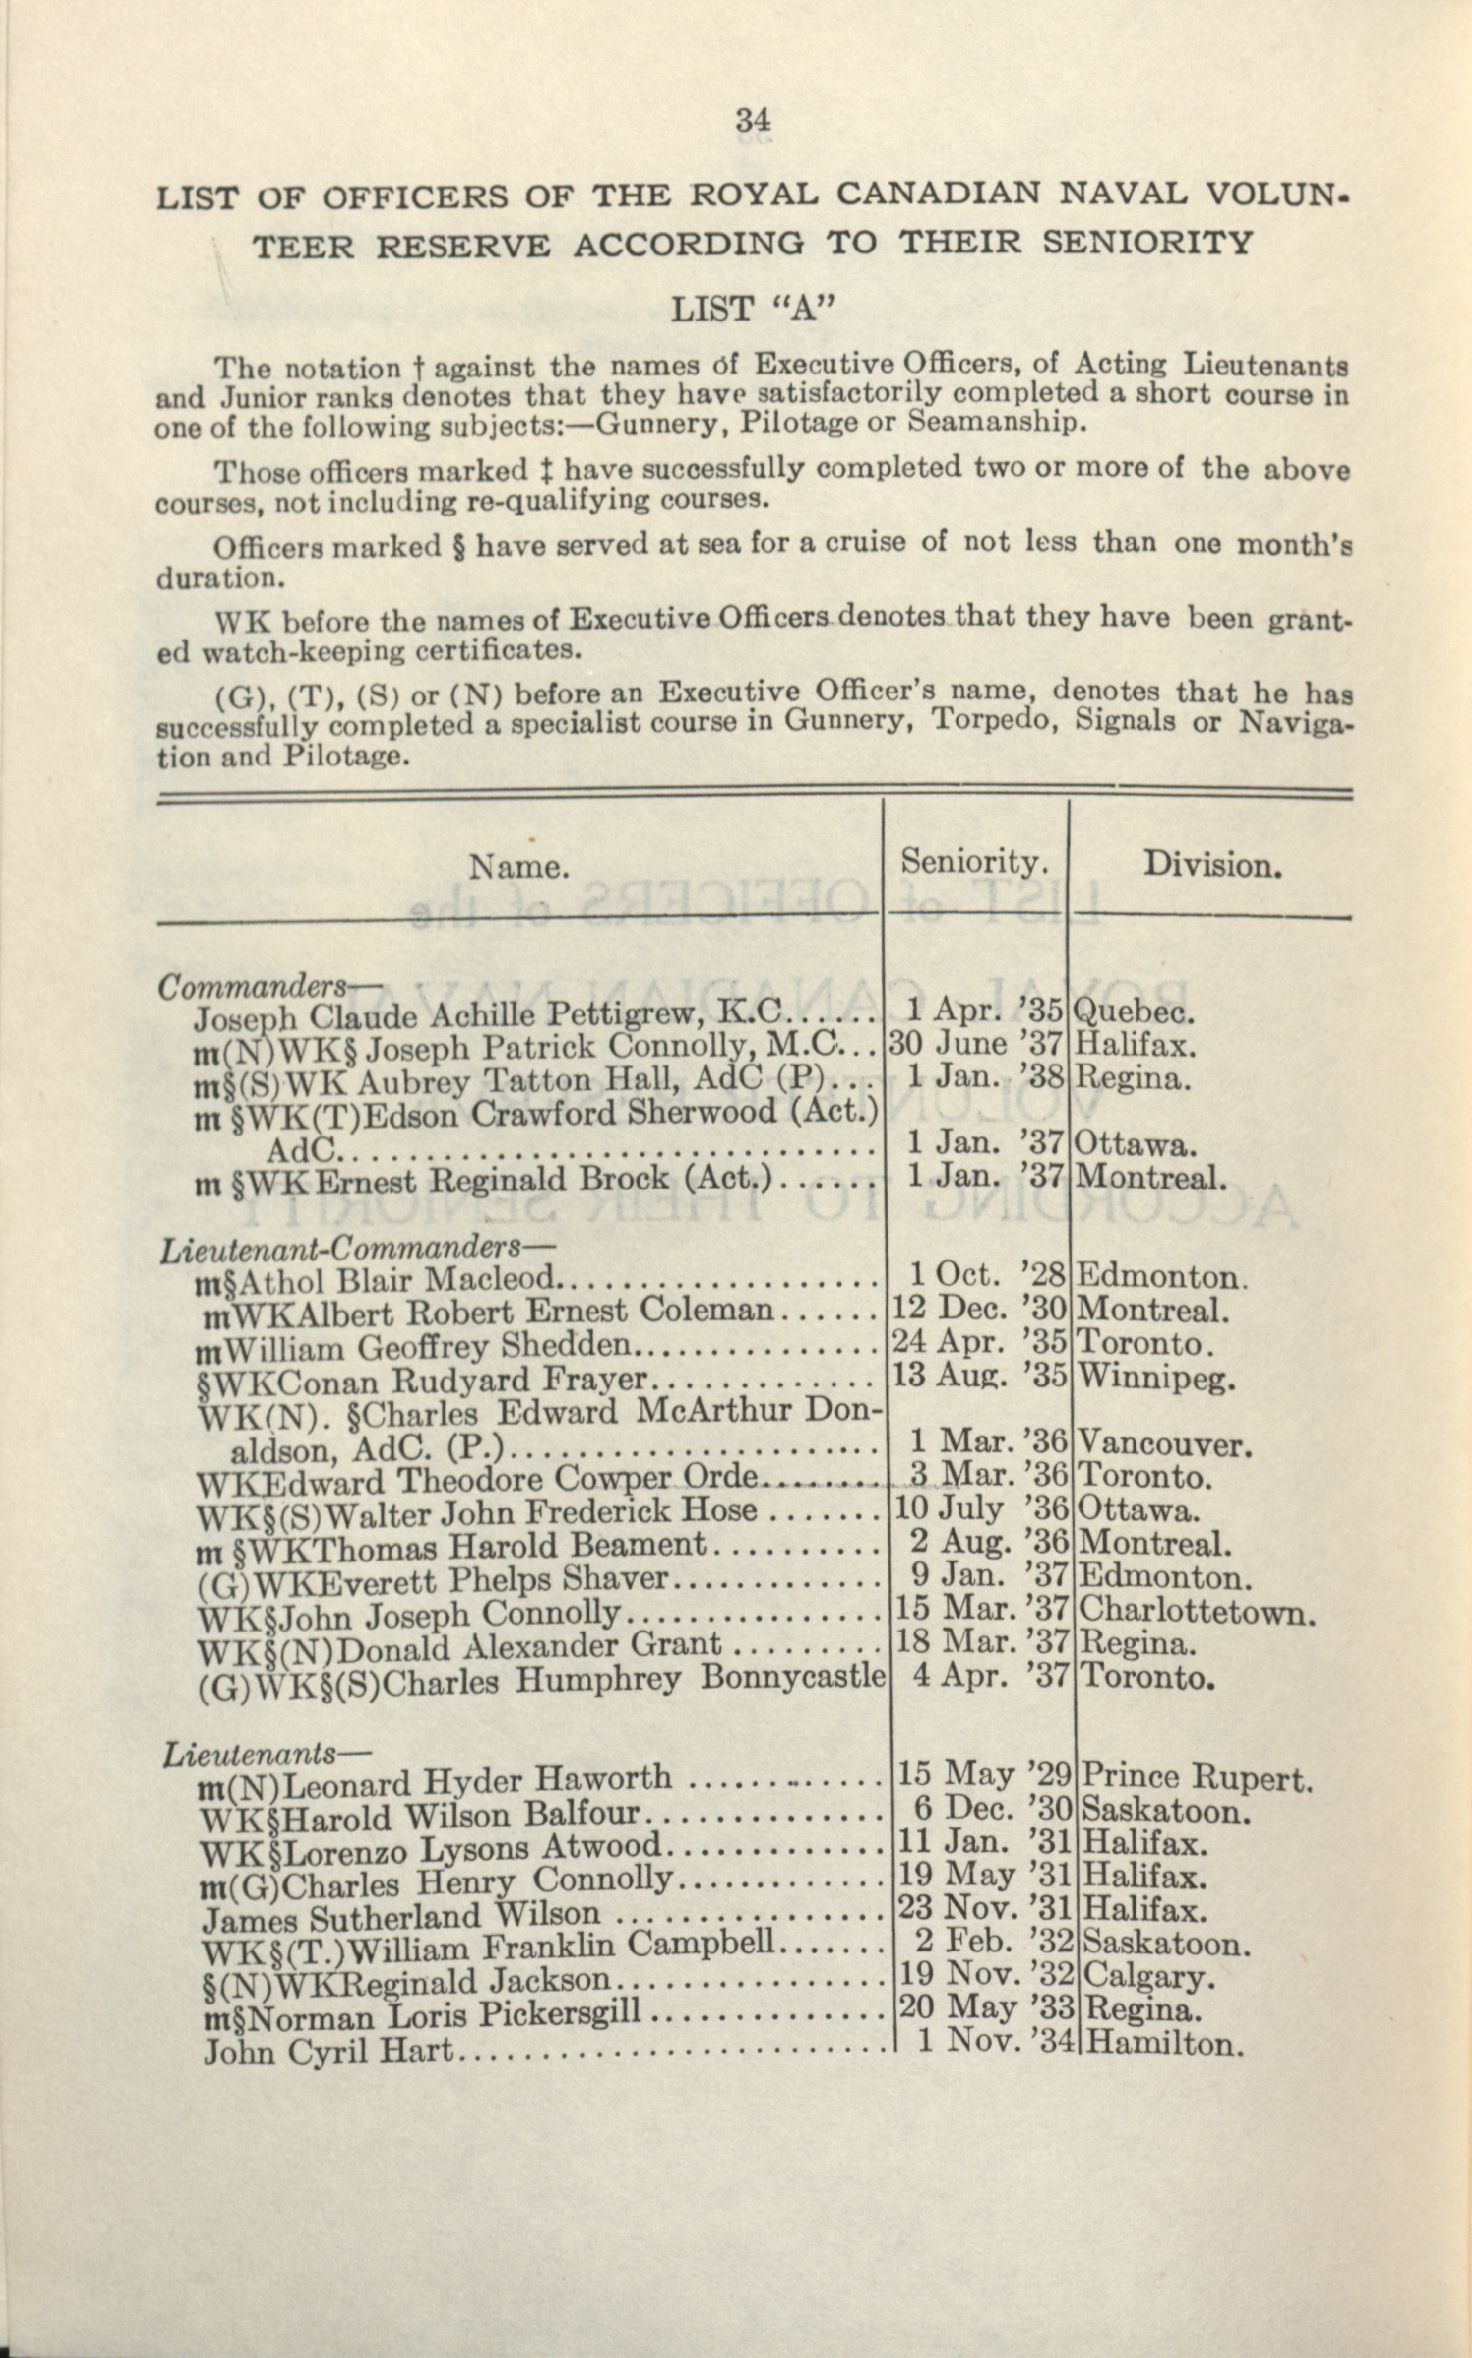 34
LIST OF OFFICERS OF THE ROYAL CANADIAN NAVAL VOLUN-
TEER RESERVE ACCORDING TO THEIR SENIORITY
LIST “A”
The notation † against the names of Executive Officers, of Acting Lieutenants
and Junior ranks denotes that they have satisfactorily completed a short course in
one of the following subjects:—Gunnery, Pilotage or Seamanship.
Those officers marked ‡ have successfully completed two or more of the above
courses, not including re-qualifying courses.
Officers marked § have served at sea for a cruise of not less than one month's
duration.
WK before the names of Executive Officers denotes that they have been grant-
ed watch-keeping certificates.
(G), (T), (S) or (N) before an Executive Officer's name, denotes that he has
successfully completed a specialist course in Gunnery, Torpedo, Signals or Naviga-
tion and Pilotage.
Name. Seniority. Division.
Commanders—
Joseph Claude Achille Pettigrew, K.C...... 1 Apr. '35 Quebec.
m(N)WK§ Joseph Patrick Connolly, M.C... 30 June '37 Halifax.
m§(S)WK Aubrey Tatton Hall, AdC (P)... 1 Jan. '38 Regina.
m §WK(T)Edson Crawford Sherwood (Act.)
AdC................................ 1 Jan. '37 Ottawa.
m §WKErnest Reginald Brock (Act.)...... 1 Jan. '37 Montreal.
Lieutenant-Commanders—
m§Athol Blair Macleod................... 1 Oct. '28 Edmonton.
mWKAlbert Robert Ernest Coleman...... 12 Dec. '30 Montreal.
mWilliam Geoffrey Shedden............... 24 Apr. '35 Toronto.
§WKConan Rudyard Frayer.............. 13 Aug. '35 Winnipeg.
WK(N). §Charles Edward McArthur Don-
aldson, AdC. (P.)...................... 1 Mar. '36 Vancouver.
WKEdward Theodore Cowper Orde........ 3 Mar. '36 Toronto.
WK§(S)Walter John Frederick Hose ....... 10 July '36 Ottawa.
m §WKThomas Harold Beament.......... 2 Aug. '36 Montreal.
(G)WKEverett Phelps Shaver............. 9 Jan. '37 Edmonton.
WK§John Joseph Connolly................ 15 Mar. '37 Charlottetown.
WK§(N)Donald Alexander Grant ......... 18 Mar. '37 Regina.
(G)WK§(S)Charles Humphrey Bonnycastle 4 Apr. '37 Toronto.
Lieutenants—
m(N)Leonard Hyder Haworth ............ 15 May '29 Prince Rupert.
WK§Harold Wilson Balfour............... 6 Dec. '30 Saskatoon.
WK§Lorenzo Lysons Atwood.............. 11 Jan. '31 Halifax.
m(G)Charles Henry Connolly............. 19 May '31 Halifax.
James Sutherland Wilson ................. 23 Nov. '31 Halifax.
WK§(T.)William Franklin Campbell....... 2 Feb. '32 Saskatoon.
§(N)WKReginald Jackson................. 19 Nov. '32 Calgary.
m§Norman Loris Pickersgill ............... 20 May '33 Regina.
John Cyril Hart.......................... 1 Nov. '34 Hamilton.